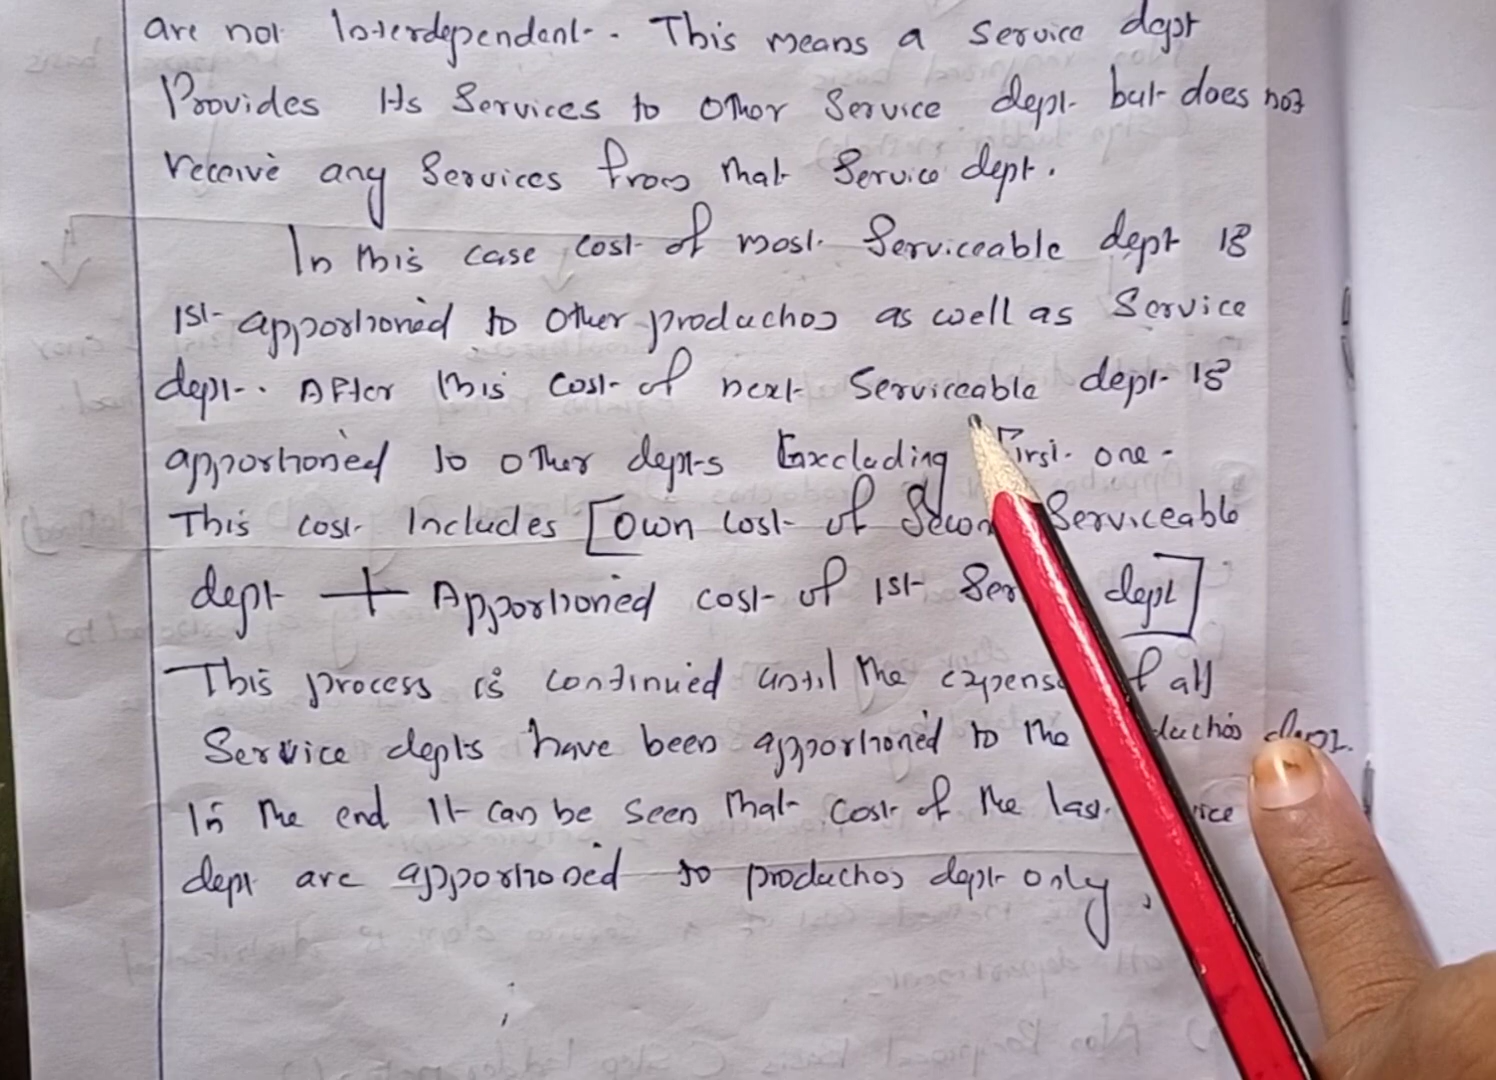 are not Interdependent. This means a service dept
Provides Its Services to other Service dept but does not
receive any Services from that Service dept.
In this case cost of most Serviceable dept is
1st apportioned to other production as well as Service
dept. After this cost of next Serviceable dept is
apportioned to other depts Excluding First one.
This cost Includes [Own cost of Serviceable
dept + Apportioned cost of 1st dept]
This process is continued until the all
Service depts have been apportioned to the dept.
In the end It can be seen that cost of the
dept are apportioned to production dept only.